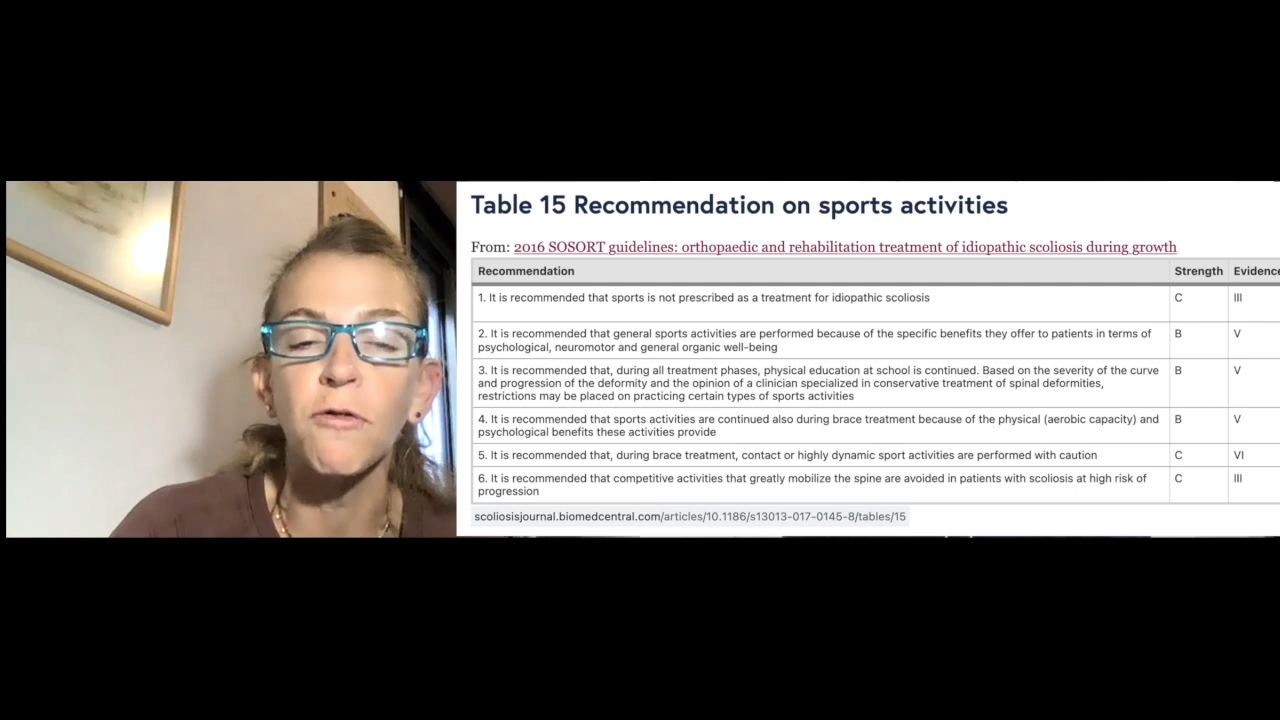 Table 15 Recommendation on sports activities
From: 2016 SOSORT guidelines: orthopaedic and rehabilitation treatment of idiopathic scoliosis during growth
Recommendation Strength Evidence
1. It is recommended that sports is not prescribed as a treatment for idiopathic scoliosis C III
2. It is recommended that general sports activities are performed because of the specific benefits they offer to patients in terms of B V
psychological, neuromotor and general organic well-being
3. It is recommended that, during all treatment phases, physical education at school is continued. Based on the severity of the curve B V
and progression of the deformity and the opinion of a clinician specialized in conservative treatment of spinal deformities,
restrictions may be placed on practicing certain types of sports activities
4. It is recommended that sports activities are continued also during brace treatment because of the physical (aerobic capacity) and B V
psychological benefits these activities provide
5. It is recommended that, during brace treatment, contact or highly dynamic sport activities are performed with caution C VI
6. It is recommended that competitive activities that greatly mobilize the spine are avoided in patients with scoliosis at high risk of C III
progression
scoliosisjournal.biomedcentral.com/articles/10.1186/s13013-017-0145-8/tables/15